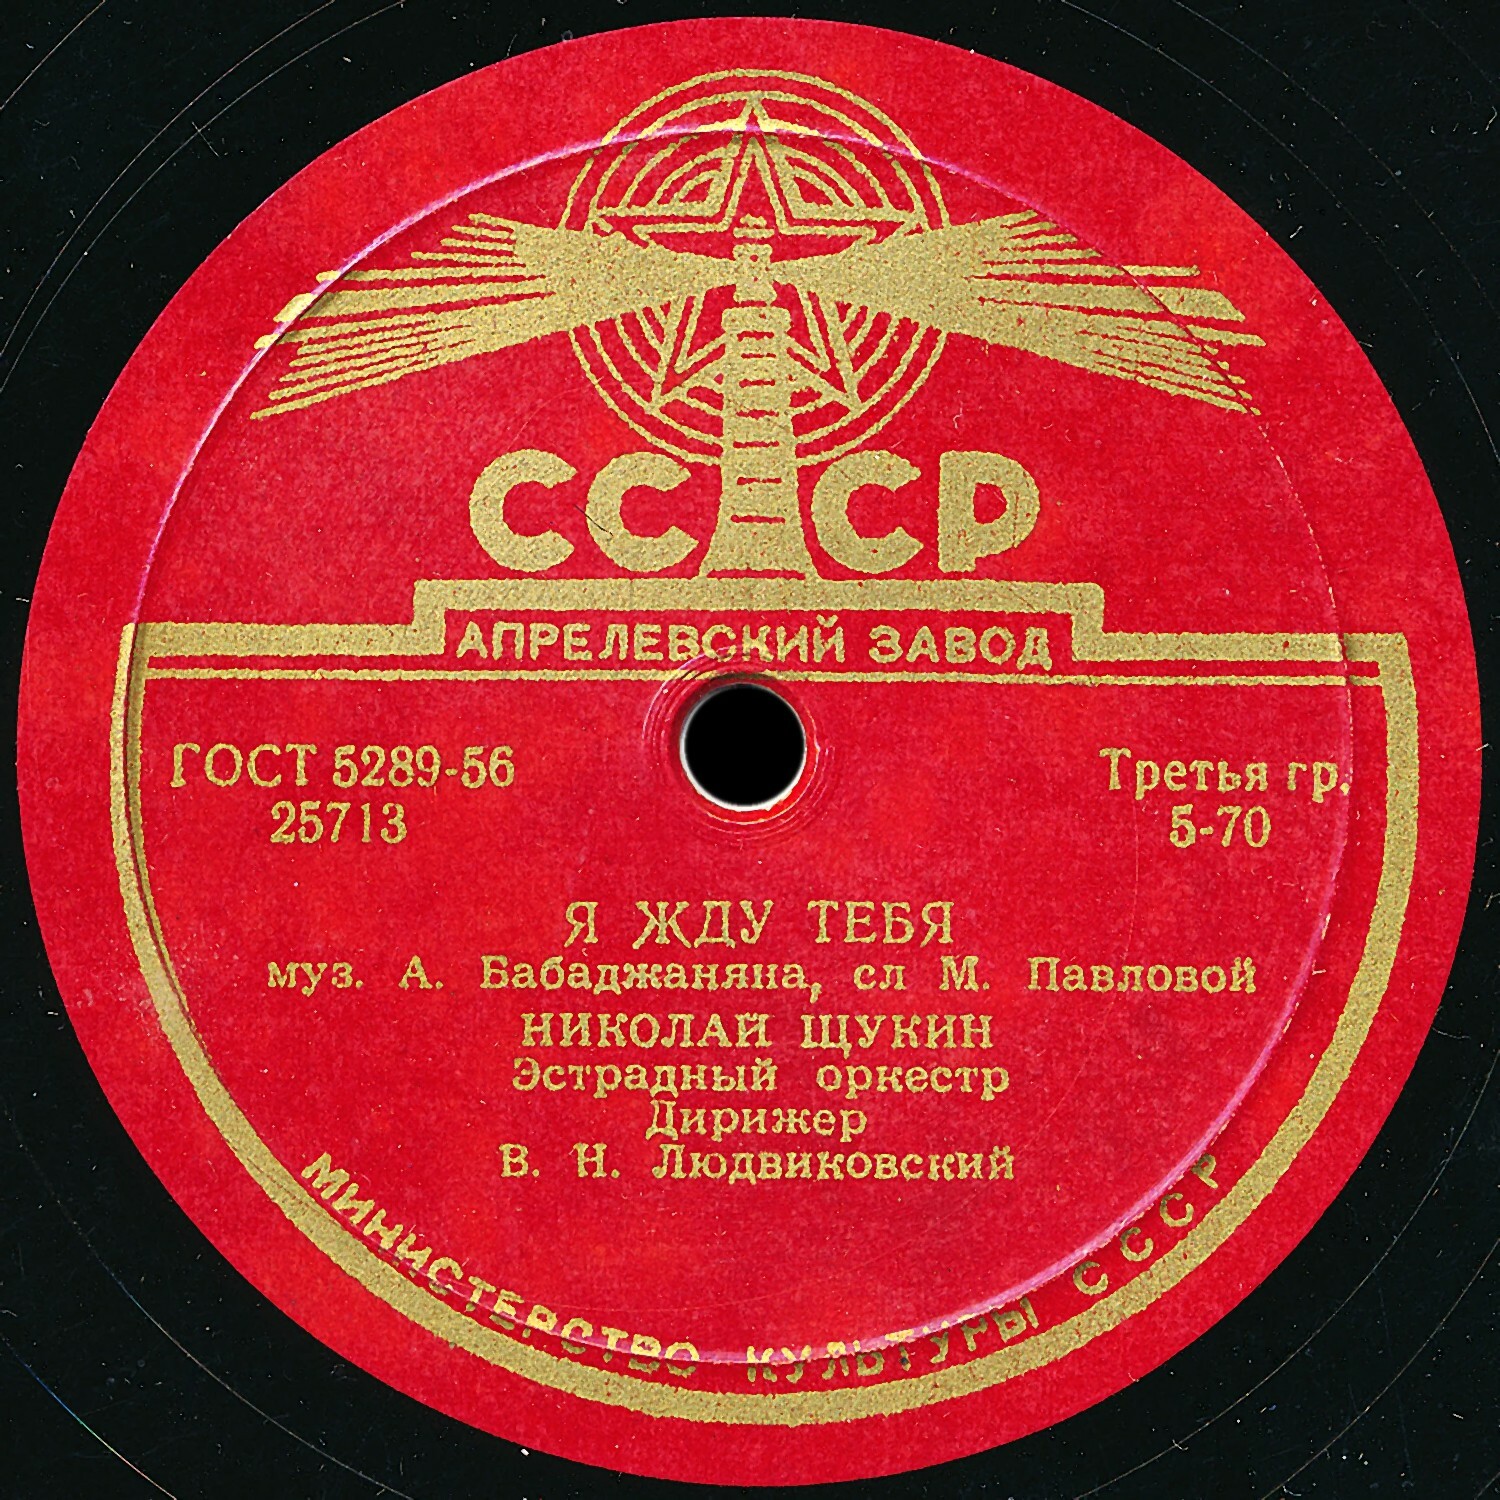 СССР
АПРЕЛЕВСКИЙ ЗАВОД
ГОСТ 5289-56
25713
Третья гр.
5-70
Я ЖДУ ТЕБЯ
муз. А. Бабаджаняна, сл М. Павловой
НИКОЛАЙ ЩУКИН
Эстрадный оркестр
Дирижер
В. Н. Людвиковский
МИНИСТЕРСТВО КУЛЬТУРЫ СССР